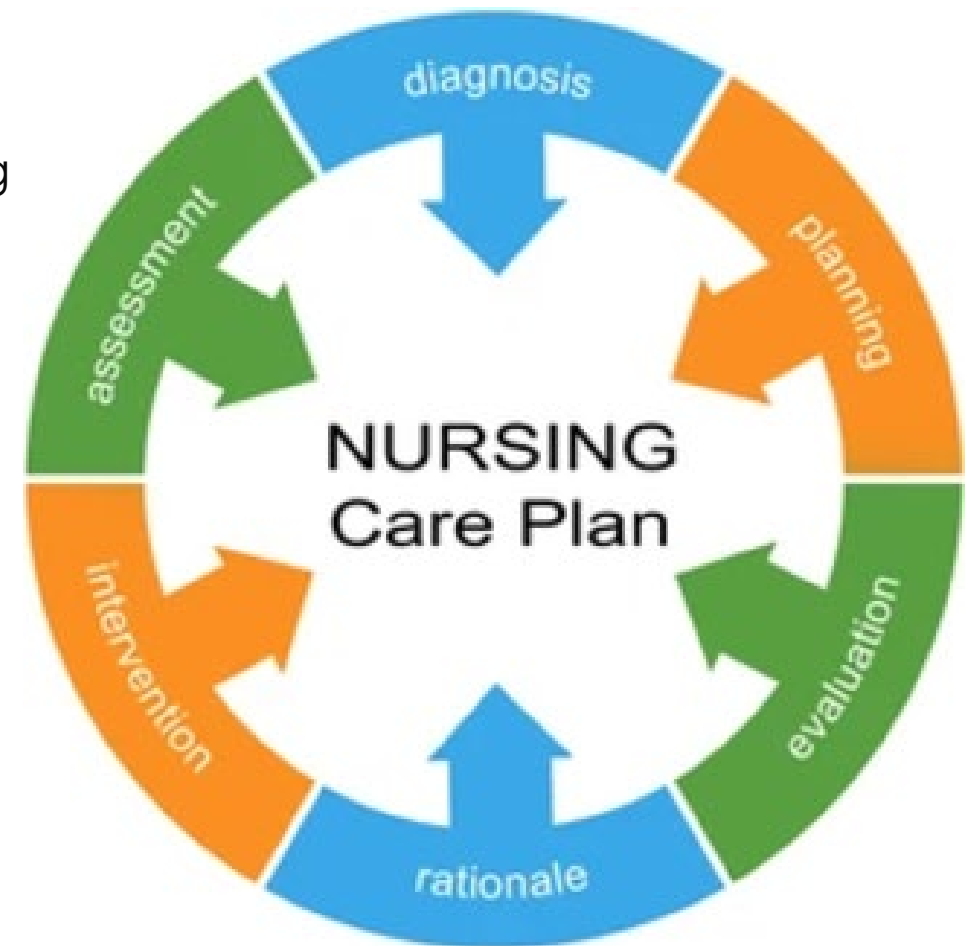 diagnosis
planning
assessment
NURSING
Care Plan
intervention
evaluation
rationale
g